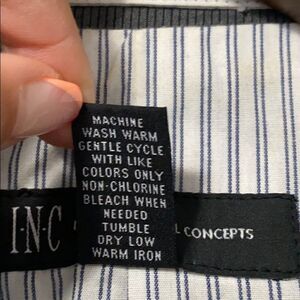 MACHINE
WASH WARM
GENTLE CYCLE
WITH LIKE
COLORS ONLY
NON-CHLORINE
BLEACH WHEN
NEEDED
TUMBLE
DRY LOW
WARM IRON
I·N·C
L CONCEPTS